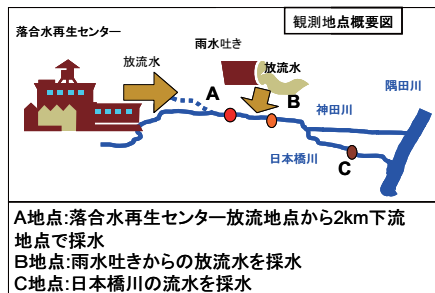 観測地点概要図
落合水再生センター
雨水吐き
放流水
放流水
A
B
隅田川
神田川
日本橋川
C
A地点:落合水再生センター放流地点から2km下流
地点で採水
B地点:雨水吐きからの放流水を採水
C地点:日本橋川の流水を採水